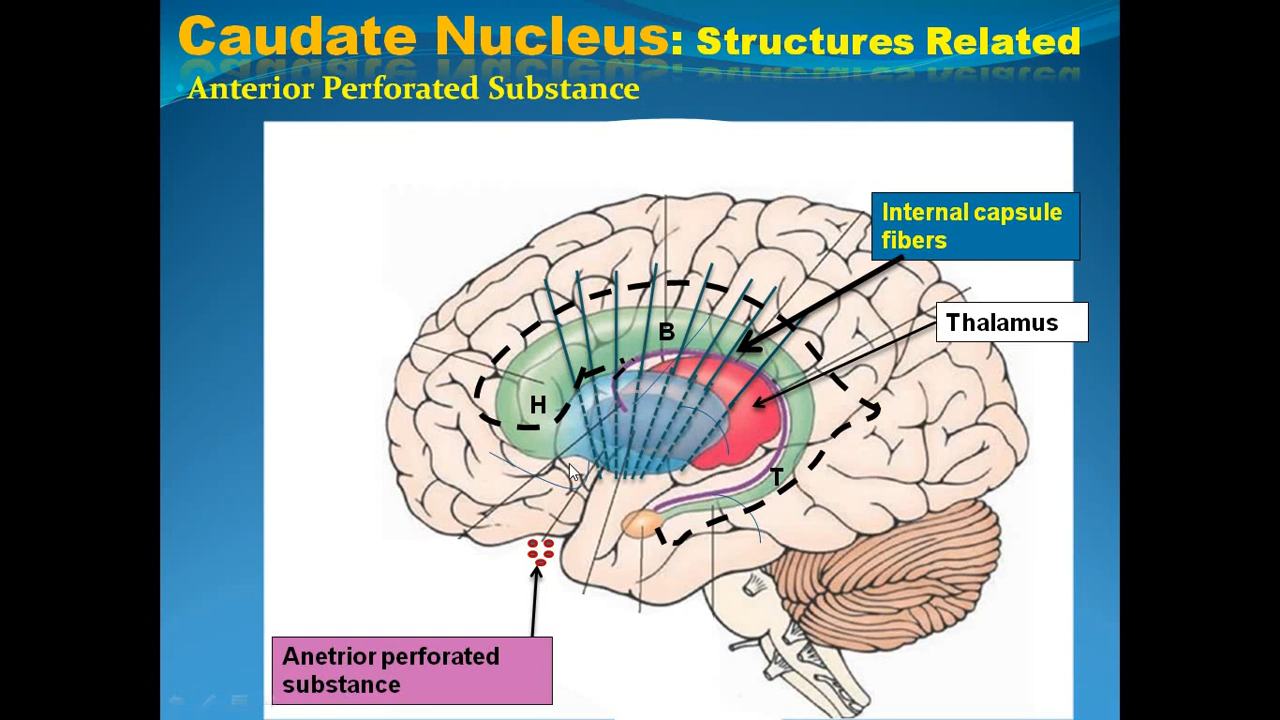 Caudate Nucleus: Structures Related
•Anterior Perforated Substance
Internal capsule
fibers
Thalamus
B
H
T
Anetrior perforated
substance